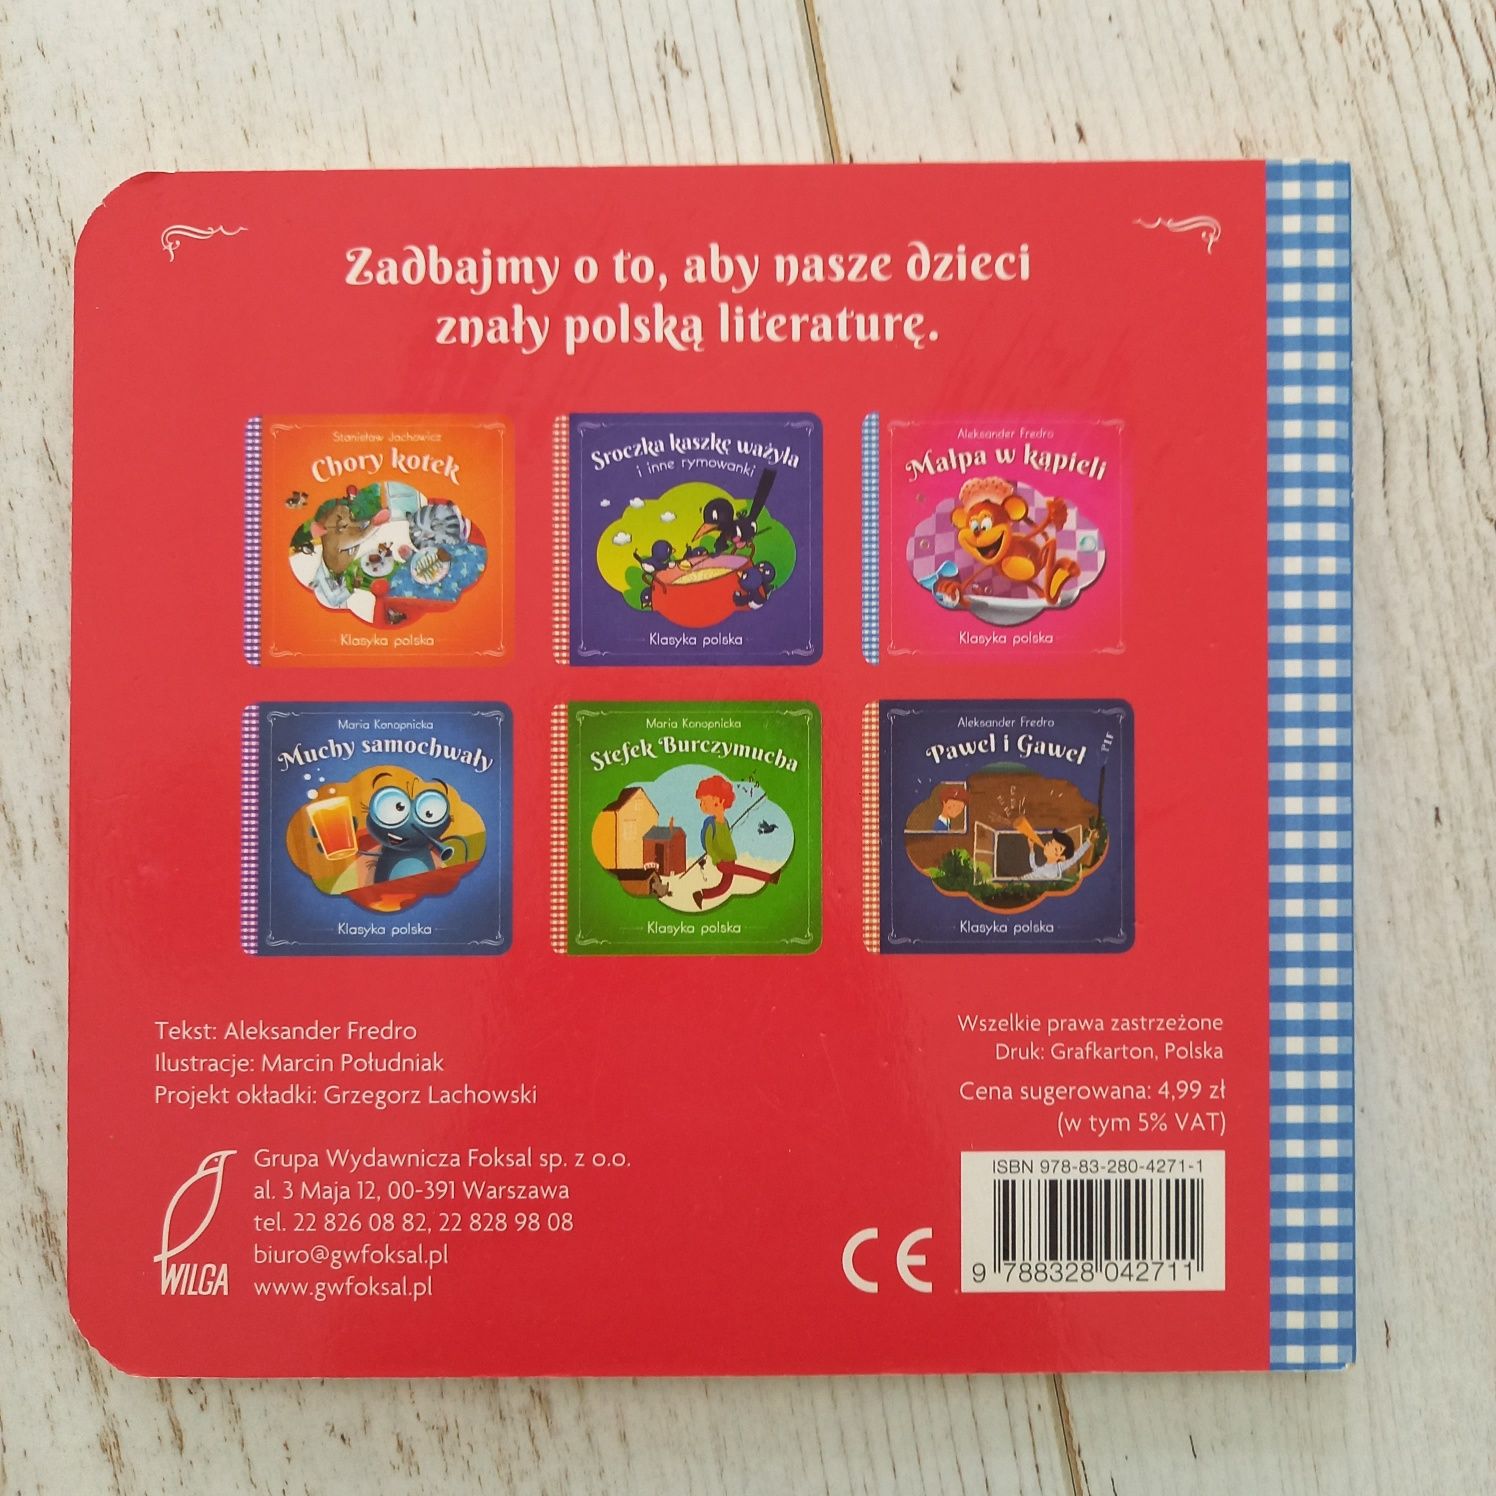 Zadbajmy o to, aby nasze dzieci
znały polską literaturę.
Stanisław Jachowicz
Chory kotek
Klasyka polska
Sroczka kaszkę ważyła
i inne rymowanki
Klasyka polska
Aleksander Fredro
Małpa w kąpieli
Klasyka polska
Maria Konopnicka
Muchy samochwały
Klasyka polska
Maria Konopnicka
Stefek Burczymucha
Klasyka polska
Aleksander Fredro
Paweł i Gaweł
PIF
Klasyka polska
Tekst: Aleksander Fredro
Ilustracje: Marcin Południak
Projekt okładki: Grzegorz Lachowski
Wszelkie prawa zastrzeżone
Druk: Grafkarton, Polska
Cena sugerowana: 4,99 zł
(w tym 5% VAT)
WILGA
Grupa Wydawnicza Foksal sp. z o.o.
al. 3 Maja 12, 00-391 Warszawa
tel. 22 826 08 82, 22 828 98 08
biuro@gwfoksal.pl
www.gwfoksal.pl
CE
ISBN 978-83-280-4271-1
9 788328 042711